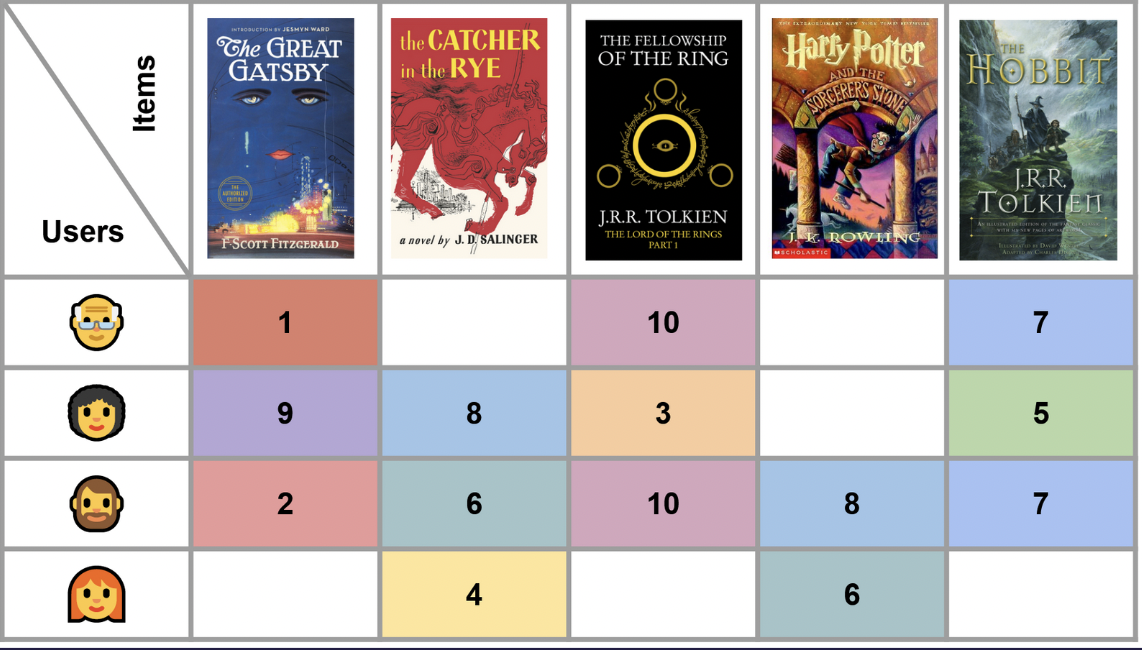 Items
Users
INTRODUCTION BY JESMYN WARD
The GREAT
GATSBY
THE
AUTHORIZED
EDITION
F. SCOTT FITZGERALD
the CATCHER
in the RYE
a novel by J. D. SALINGER
THE FELLOWSHIP
OF THE RING
J.R.R. TOLKIEN
THE LORD OF THE RINGS
PART 1
Harry Potter
AND THE
SORCERER'S STONE
J. K. ROWLING
SCHOLASTIC
THE
HOBBIT
J.R.R.
TOLKIEN
1 10 7
9 8 3 5
2 6 10 8 7
4 6